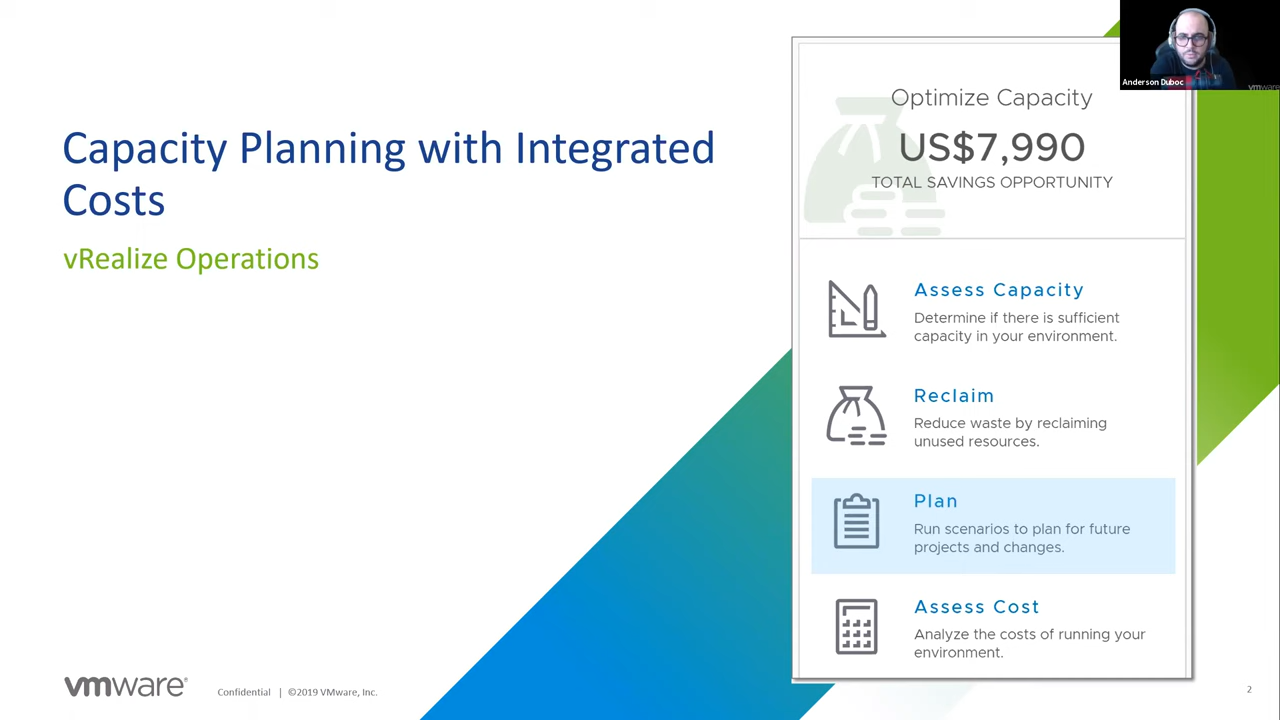 Capacity Planning with Integrated
Costs
vRealize Operations
Optimize Capacity
US$7,990
TOTAL SAVINGS OPPORTUNITY
Assess Capacity
Determine if there is sufficient
capacity in your environment.
Reclaim
Reduce waste by reclaiming
unused resources.
Plan
Run scenarios to plan for future
projects and changes.
Assess Cost
Analyze the costs of running your
environment.
Anderson Duboc
vmware
vmware®
Confidential | ©2019 VMware, Inc.
2